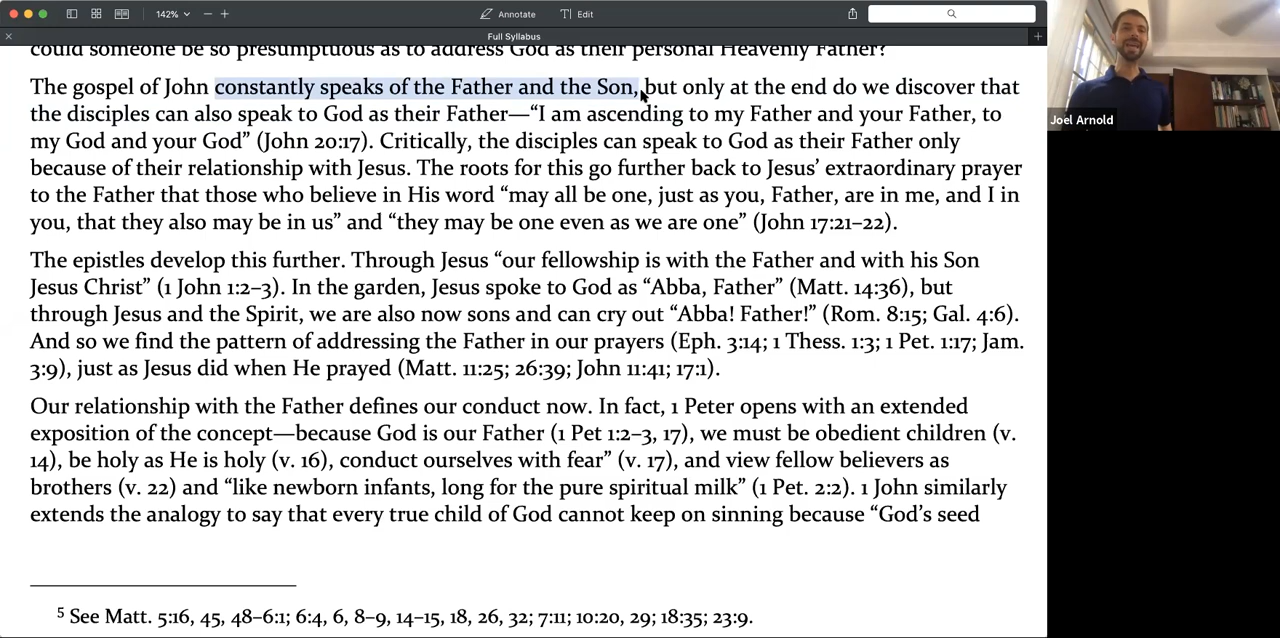 142%
Annotate
Edit
Full Syllabus
could someone be so presumptuous as to address God as their personal Heavenly Father?
The gospel of John constantly speaks of the Father and the Son, but only at the end do we discover that
the disciples can also speak to God as their Father—“I am ascending to my Father and your Father, to
my God and your God” (John 20:17). Critically, the disciples can speak to God as their Father only
because of their relationship with Jesus. The roots for this go further back to Jesus’ extraordinary prayer
to the Father that those who believe in His word “may all be one, just as you, Father, are in me, and I in
you, that they also may be in us” and “they may be one even as we are one” (John 17:21–22).
The epistles develop this further. Through Jesus “our fellowship is with the Father and with his Son
Jesus Christ” (1 John 1:2–3). In the garden, Jesus spoke to God as “Abba, Father” (Matt. 14:36), but
through Jesus and the Spirit, we are also now sons and can cry out “Abba! Father!” (Rom. 8:15; Gal. 4:6).
And so we find the pattern of addressing the Father in our prayers (Eph. 3:14; 1 Thess. 1:3; 1 Pet. 1:17; Jam.
3:9), just as Jesus did when He prayed (Matt. 11:25; 26:39; John 11:41; 17:1).
Our relationship with the Father defines our conduct now. In fact, 1 Peter opens with an extended
exposition of the concept—because God is our Father (1 Pet 1:2–3, 17), we must be obedient children (v.
14), be holy as He is holy (v. 16), conduct ourselves with fear” (v. 17), and view fellow believers as
brothers (v. 22) and “like newborn infants, long for the pure spiritual milk” (1 Pet. 2:2). 1 John similarly
extends the analogy to say that every true child of God cannot keep on sinning because “God’s seed
5 See Matt. 5:16, 45, 48–6:1; 6:4, 6, 8–9, 14–15, 18, 26, 32; 7:11; 10:20, 29; 18:35; 23:9.
Joel Arnold